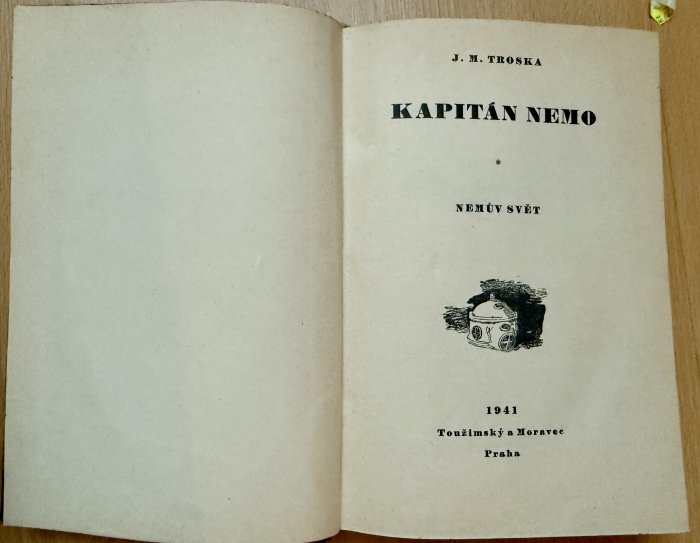 J. M. TROSKA
KAPITÁN NEMO
*
NEMŮV SVĚT
1941
Toužimský a Moravec
Praha